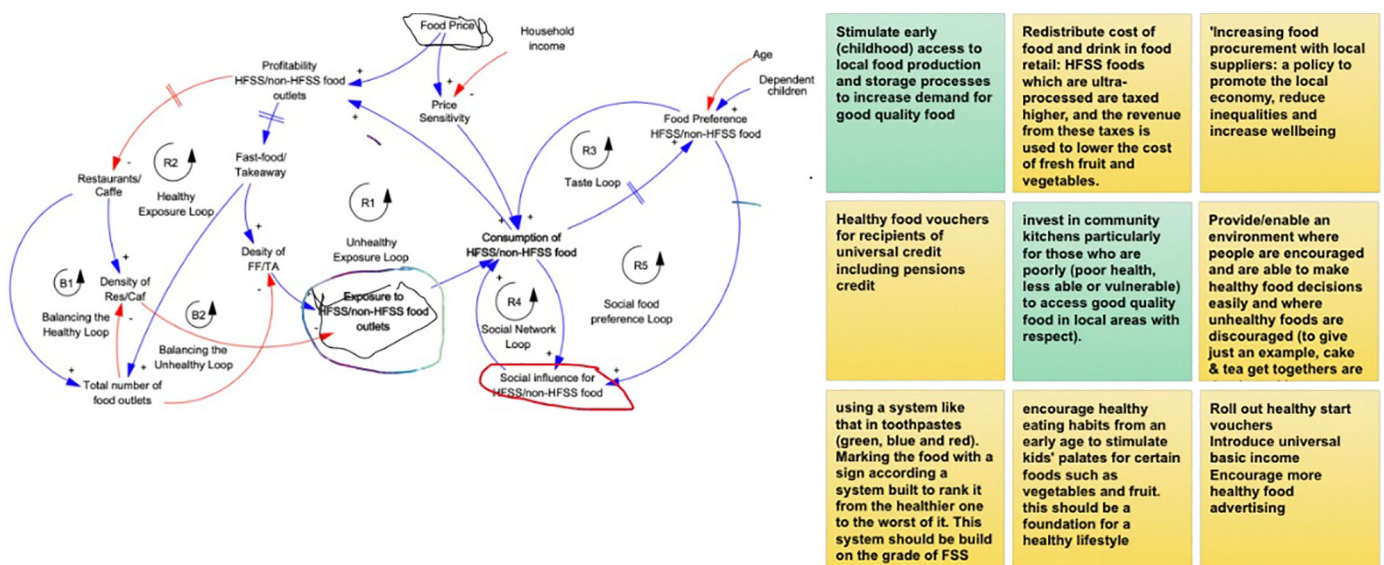 Food Price
Household
income
Profitability
HFSS/non-HFSS food
outlets
Price
Sensitivity
Age
Dependent
children
Food Preference
HFSS/non-HFSS food
R2
Healthy
Exposure Loop
Fast-food/
Takeaway
Restaurants/
Caffe
R1
Unhealthy
Exposure Loop
R3
Taste Loop
Consumption of
HFSS/non-HFSS food
Desity of
FF/TA
B1
Balancing the
Healthy Loop
Density of
Res/Caf
B2
Balancing the
Unhealthy Loop
Exposure to
HFSS/non-HFSS food
outlets
R4
Social Network
Loop
R5
Social food
preference Loop
Total number of
food outlets
Social influence for
HFSS/non-HFSS food
Stimulate early
(childhood) access to
local food production
and storage processes
to increase demand for
good quality food
Redistribute cost of
food and drink in food
retail: HFSS foods
which are ultra-
processed are taxed
higher, and the revenue
from these taxes is
used to lower the cost
of fresh fruit and
vegetables.
'Increasing food
procurement with local
suppliers: a policy to
promote the local
economy, reduce
inequalities and
increase wellbeing
Healthy food vouchers
for recipients of
universal credit
including pensions
credit
invest in community
kitchens particularly
for those who are
poorly (poor health,
less able or vulnerable)
to access good quality
food in local areas with
respect).
Provide/enable an
environment where
people are encouraged
and are able to make
healthy food decisions
easily and where
unhealthy foods are
discouraged (to give
just an example, cake
& tea get togethers are
using a system like
that in toothpastes
(green, blue and red).
Marking the food with a
sign according a
system built to rank it
from the healthier one
to the worst of it. This
system should be build
on the grade of FSS
encourage healthy
eating habits from an
early age to stimulate
kids' palates for certain
foods such as
vegetables and fruit.
this should be a
foundation for a
healthy lifestyle
Roll out healthy start
vouchers
Introduce universal
basic income
Encourage more
healthy food
advertising